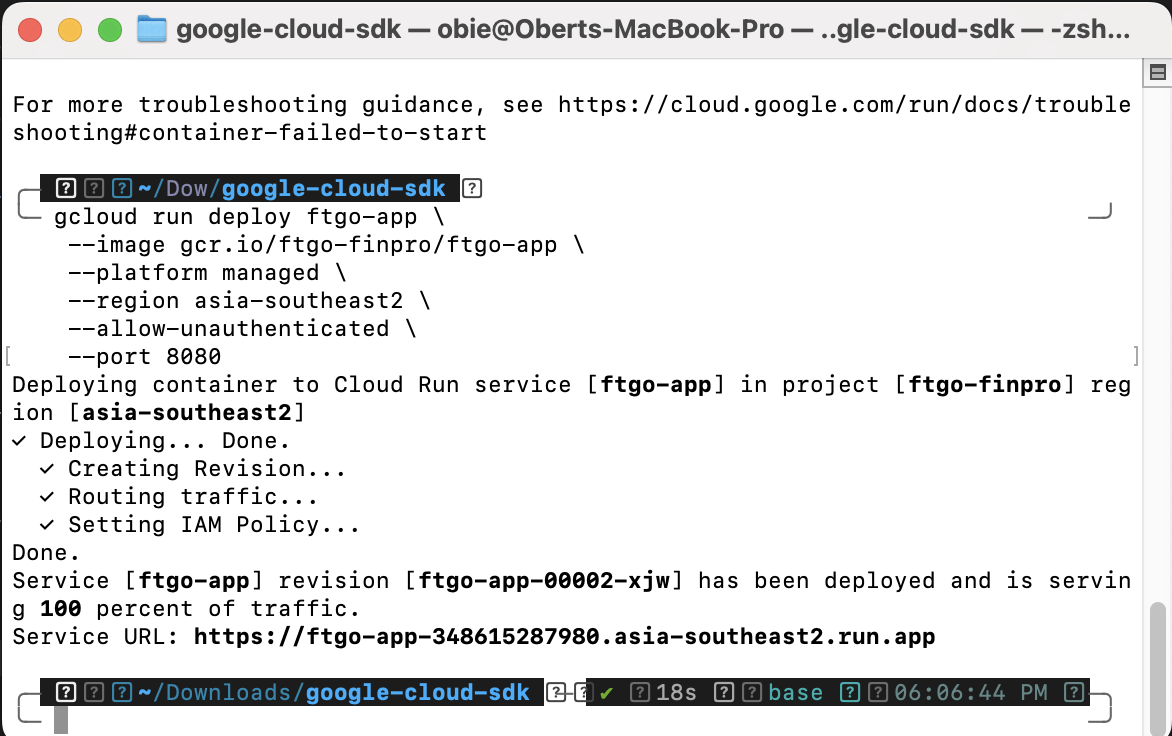 google-cloud-sdk — obie@Oberts-MacBook-Pro — ..gle-cloud-sdk — -zsh...
For more troubleshooting guidance, see https://cloud.google.com/run/docs/trouble
shooting#container-failed-to-start
~/Dow/google-cloud-sdk
gcloud run deploy ftgo-app \
--image gcr.io/ftgo-finpro/ftgo-app \
--platform managed \
--region asia-southeast2 \
--allow-unauthenticated \
[ --port 8080 ]
Deploying container to Cloud Run service [ftgo-app] in project [ftgo-finpro] reg
ion [asia-southeast2]
✓ Deploying... Done.
✓ Creating Revision...
✓ Routing traffic...
✓ Setting IAM Policy...
Done.
Service [ftgo-app] revision [ftgo-app-00002-xjw] has been deployed and is servin
g 100 percent of traffic.
Service URL: https://ftgo-app-348615287980.asia-southeast2.run.app
~/Downloads/google-cloud-sdk ✔ 18s base 06:06:44 PM